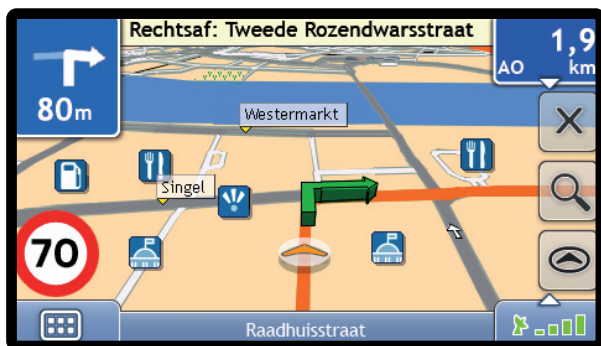 Rechtsaf: Tweede Rozendwarsstraat
80m
1,9
AO km
Westermarkt
Singel
70
Raadhuisstraat